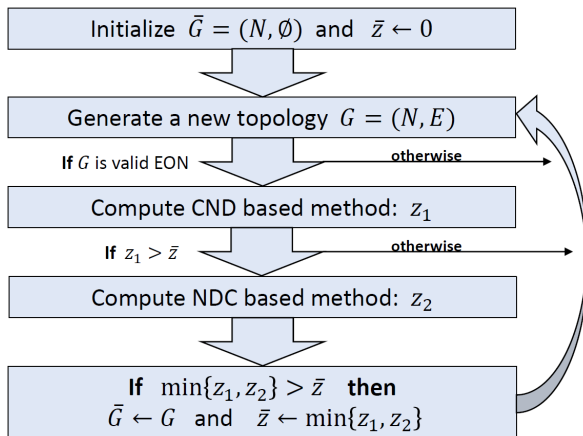 Initialize Ḡ = (N, ∅) and z̄ ← 0
Generate a new topology G = (N, E)
If G is valid EON
otherwise
Compute CND based method: z₁
If z₁ > z̄
otherwise
Compute NDC based method: z₂
If min{z₁, z₂} > z̄ then
Ḡ ← G and z̄ ← min{z₁, z₂}